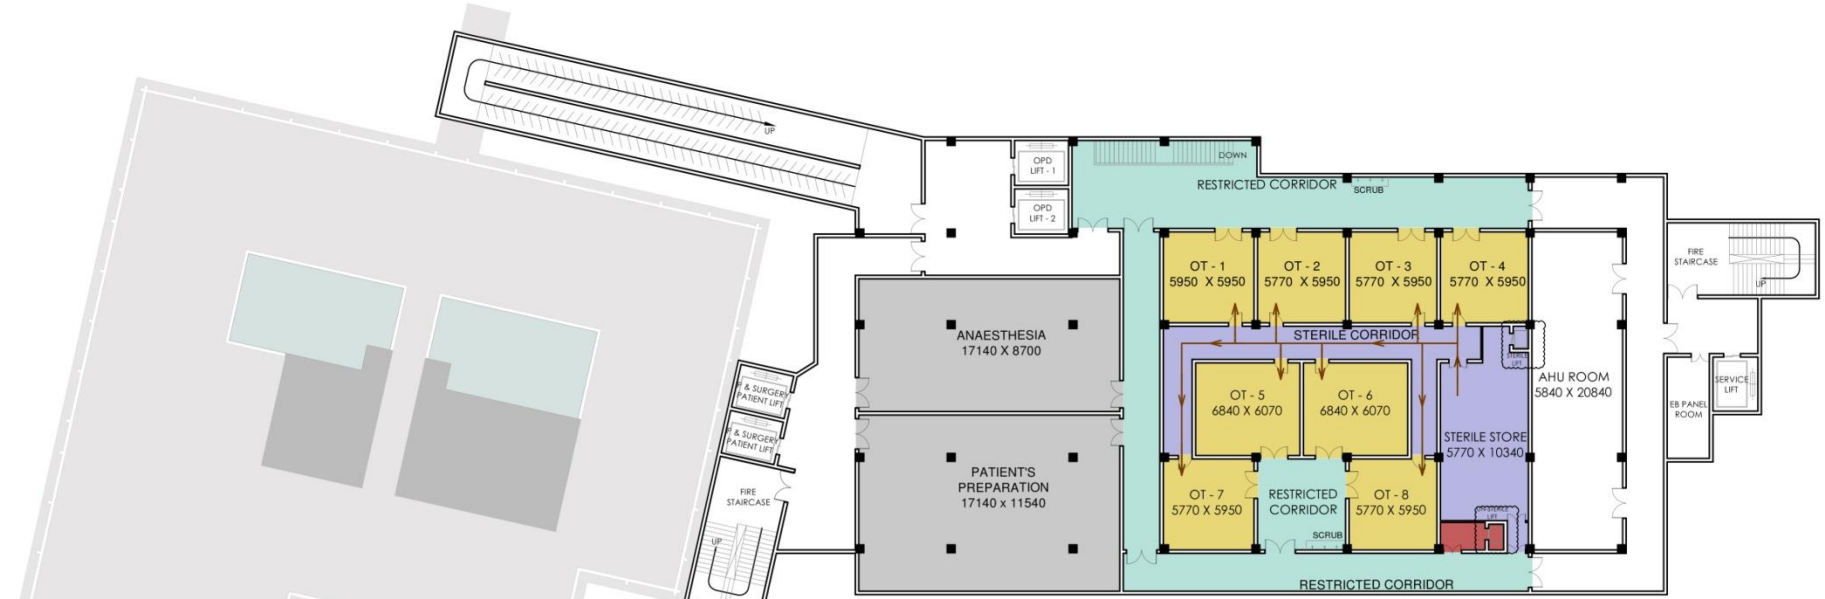 UP
OPD
LIFT - 1
OPD
LIFT - 2
DOWN
RESTRICTED CORRIDOR
SCRUB
OT - 1
5950 X 5950
OT - 2
5770 X 5950
OT - 3
5770 X 5950
OT - 4
5770 X 5950
FIRE
STAIRCASE
UP
ANAESTHESIA
17140 X 8700
STERILE CORRIDOR
STERILE
LIFT
AHU ROOM
5840 X 20840
SERVICE
LIFT
EB PANEL
ROOM
& SURGERY
PATIENT LIFT
& SURGERY
PATIENT LIFT
OT - 5
6840 X 6070
OT - 6
6840 X 6070
STERILE STORE
5770 X 10340
PATIENT'S
PREPARATION
17140 x 11540
FIRE
STAIRCASE
UP
OT - 7
5770 X 5950
RESTRICTED
CORRIDOR
OT - 8
5770 X 5950
LIFT
SCRUB
RESTRICTED CORRIDOR